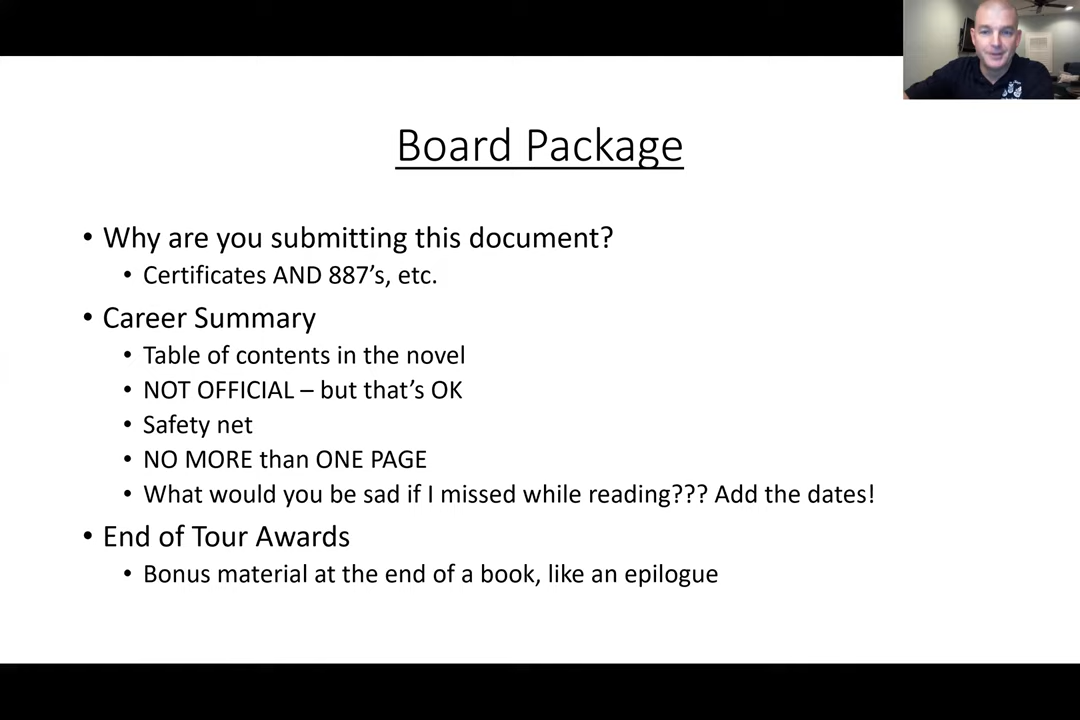 Board Package
• Why are you submitting this document?
• Certificates AND 887’s, etc.
• Career Summary
• Table of contents in the novel
• NOT OFFICIAL – but that’s OK
• Safety net
• NO MORE than ONE PAGE
• What would you be sad if I missed while reading??? Add the dates!
• End of Tour Awards
• Bonus material at the end of a book, like an epilogue